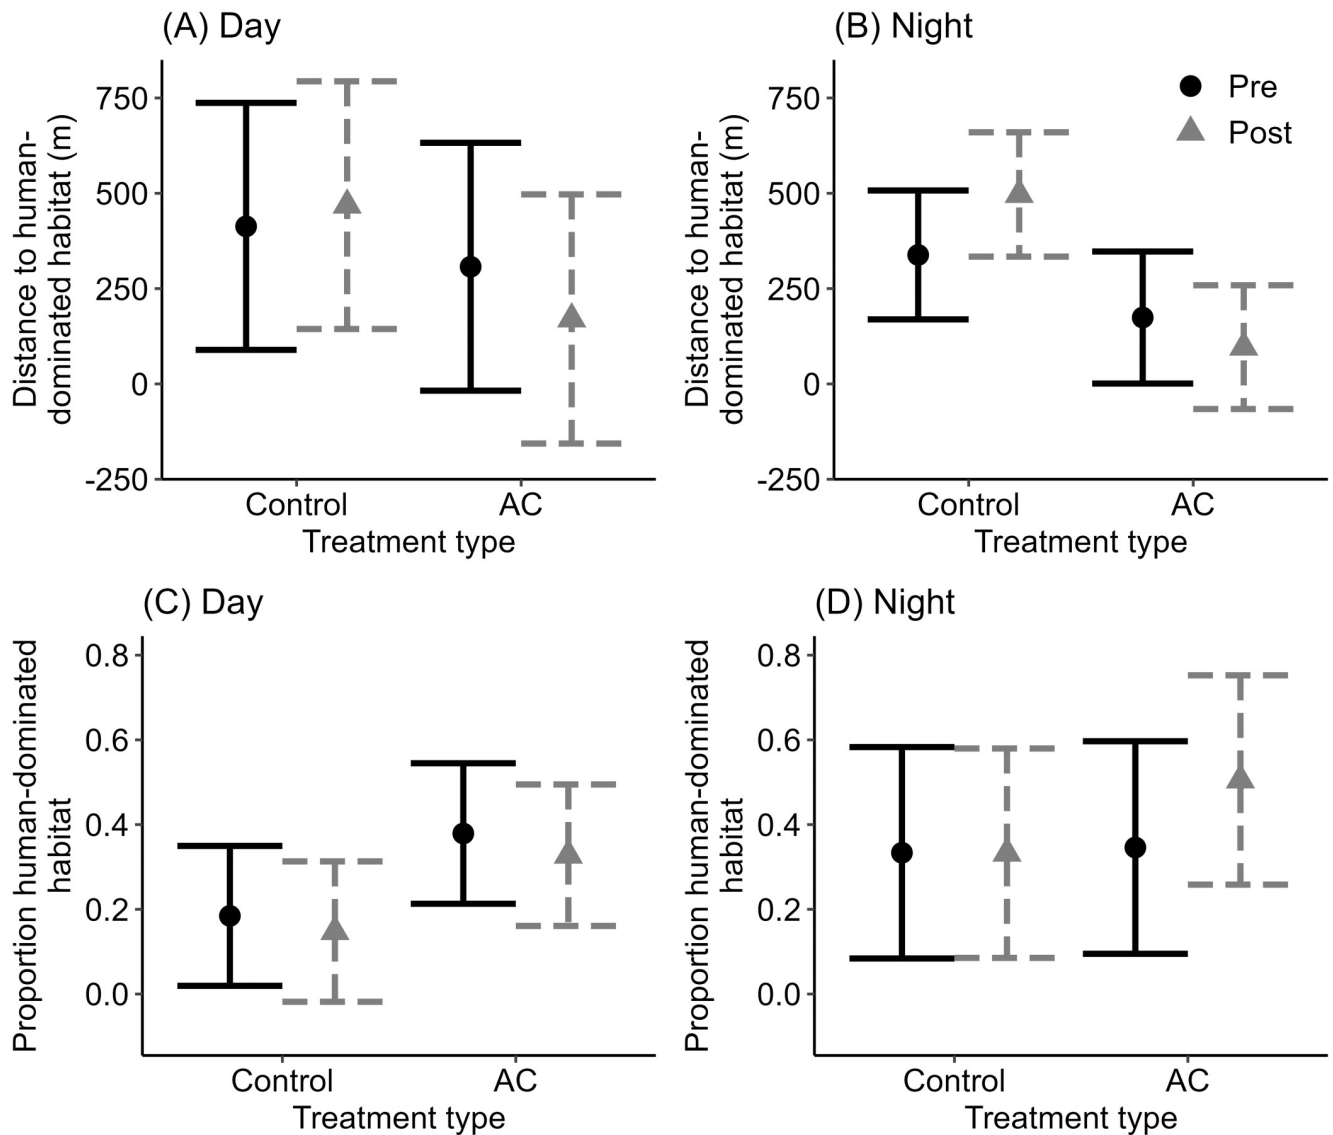 (A) Day
Distance to human-
dominated habitat (m)
750
500
250
0
-250
Control
AC
Treatment type
(B) Night
Distance to human-
dominated habitat (m)
750
500
250
0
-250
Pre
Post
Control
AC
Treatment type
(C) Day
Proportion human-dominated
habitat
0.8
0.6
0.4
0.2
0.0
Control
AC
Treatment type
(D) Night
Proportion human-dominated
habitat
0.8
0.6
0.4
0.2
0.0
Control
AC
Treatment type